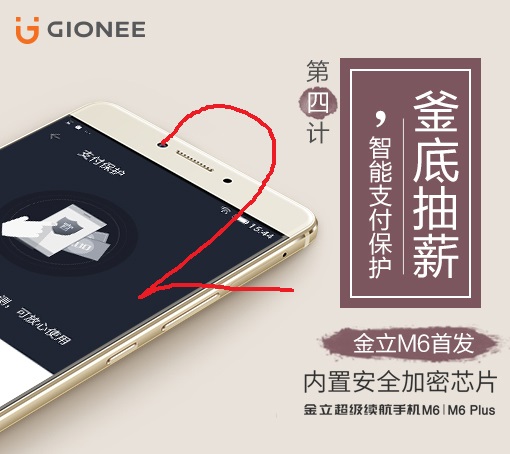 GIONEE
第四计
釜底抽薪
，智能支付保护
支付保护
15:44
测，可放心使用
2
金立M6首发
内置安全加密芯片
金立超级续航手机M6|M6 Plus